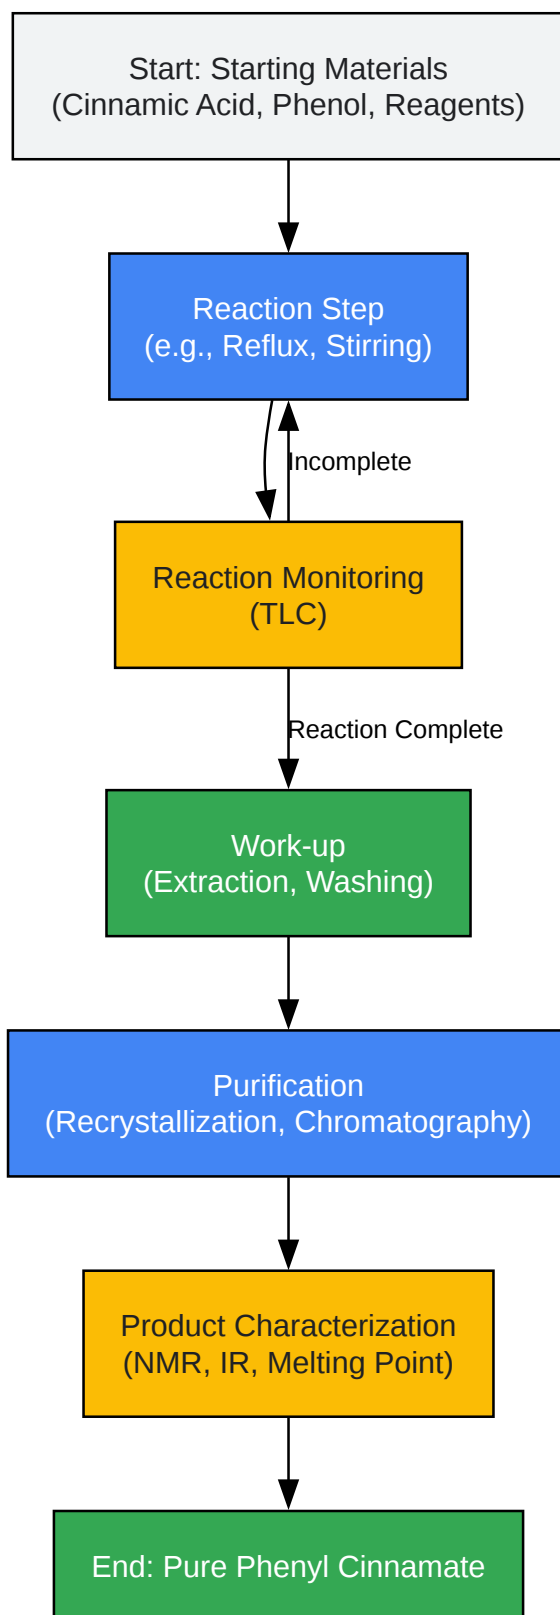 Start: Starting Materials
(Cinnamic Acid, Phenol, Reagents)
Reaction Step
(e.g., Reflux, Stirring)
Incomplete
Reaction Monitoring
(TLC)
Reaction Complete
Work-up
(Extraction, Washing)
Purification
(Recrystallization, Chromatography)
Product Characterization
(NMR, IR, Melting Point)
End: Pure Phenyl Cinnamate